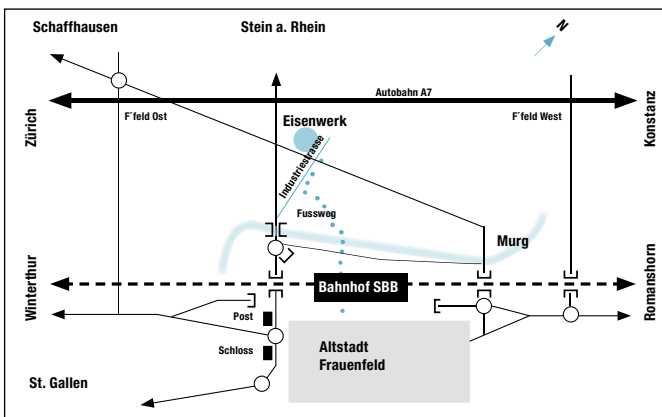 Schaffhausen
Stein a. Rhein
N
Autobahn A7
Zürich
F´feld Ost
Eisenwerk
F´feld West
Konstanz
Industriestrasse
Fussweg
Murg
Winterthur
Bahnhof SBB
Romanshorn
Post
Schloss
Altstadt
Frauenfeld
St. Gallen